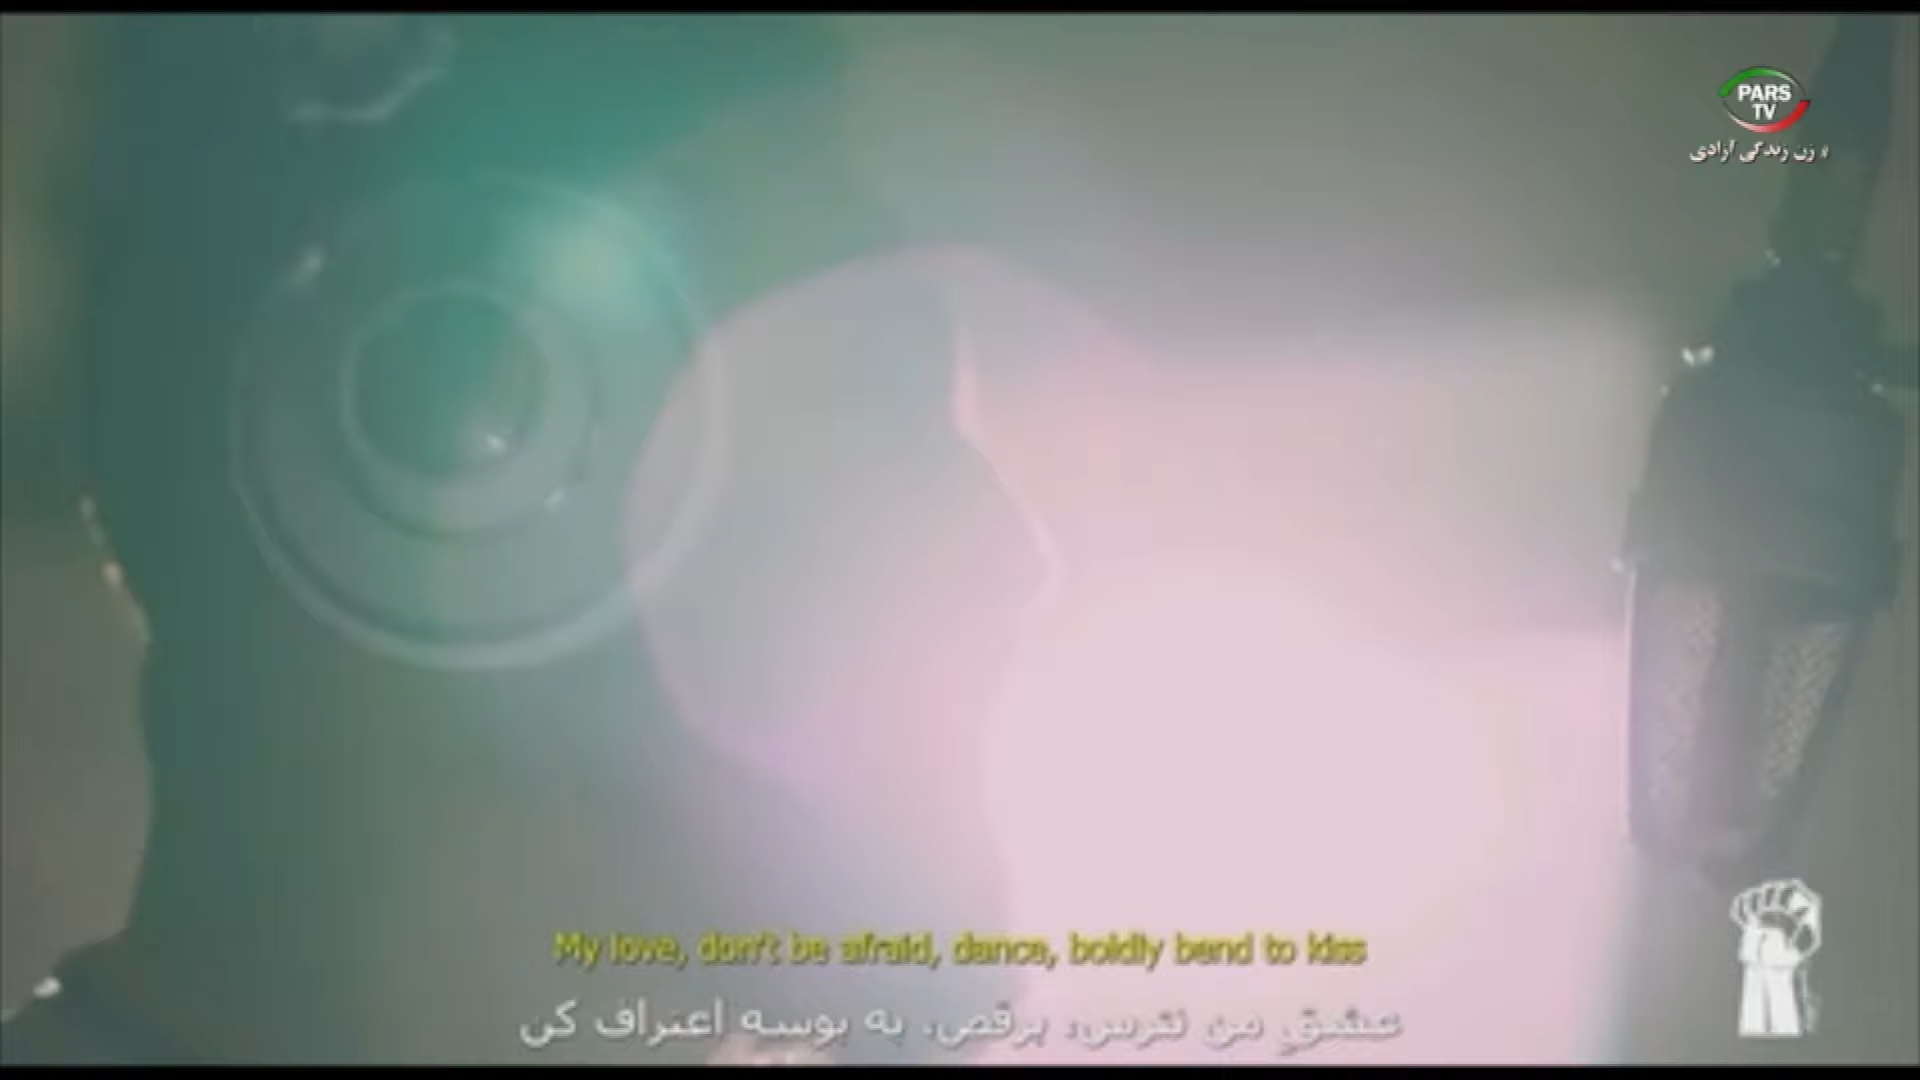 PARS
TV
# زن زندگی آزادی
My love, don't be afraid, dance, boldly bend to kiss
عشقِ من نترس، برقص، به بوسه اعتراف کن